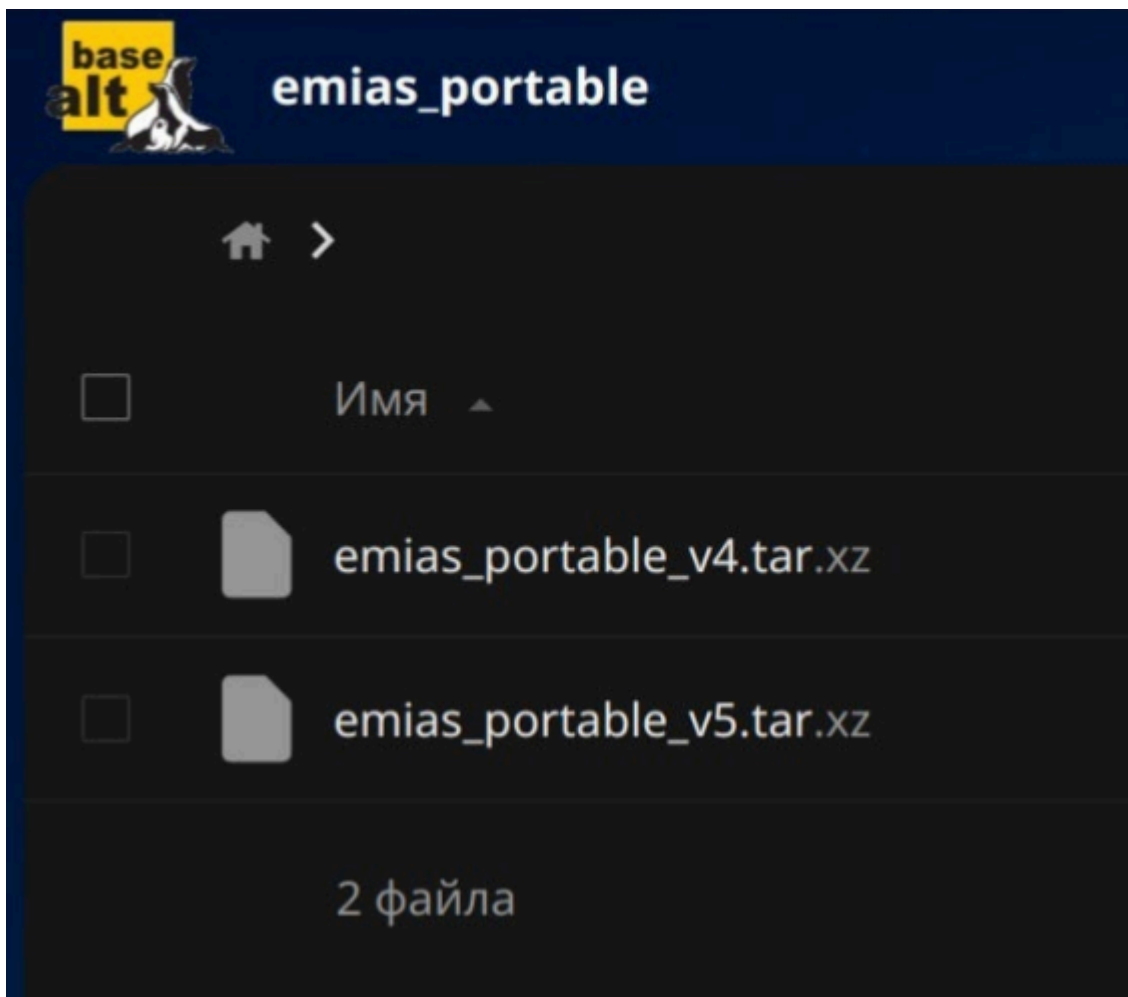 base
alt
emias_portable
Имя
emias_portable_v4.tar.xz
emias_portable_v5.tar.xz
2 файла